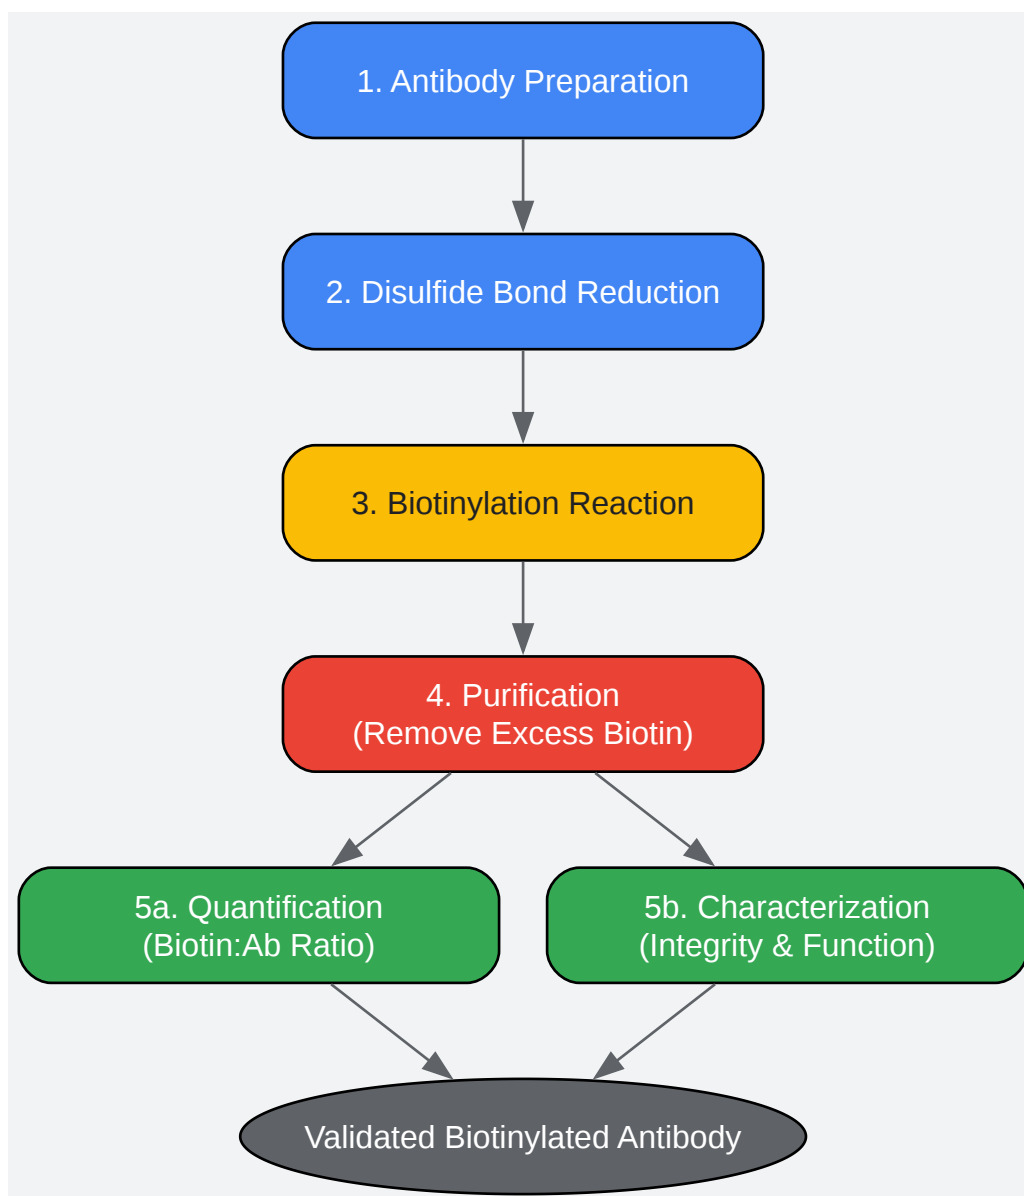 1. Antibody Preparation
2. Disulfide Bond Reduction
3. Biotinylation Reaction
4. Purification
(Remove Excess Biotin)
5a. Quantification
(Biotin:Ab Ratio)
5b. Characterization
(Integrity & Function)
Validated Biotinylated Antibody